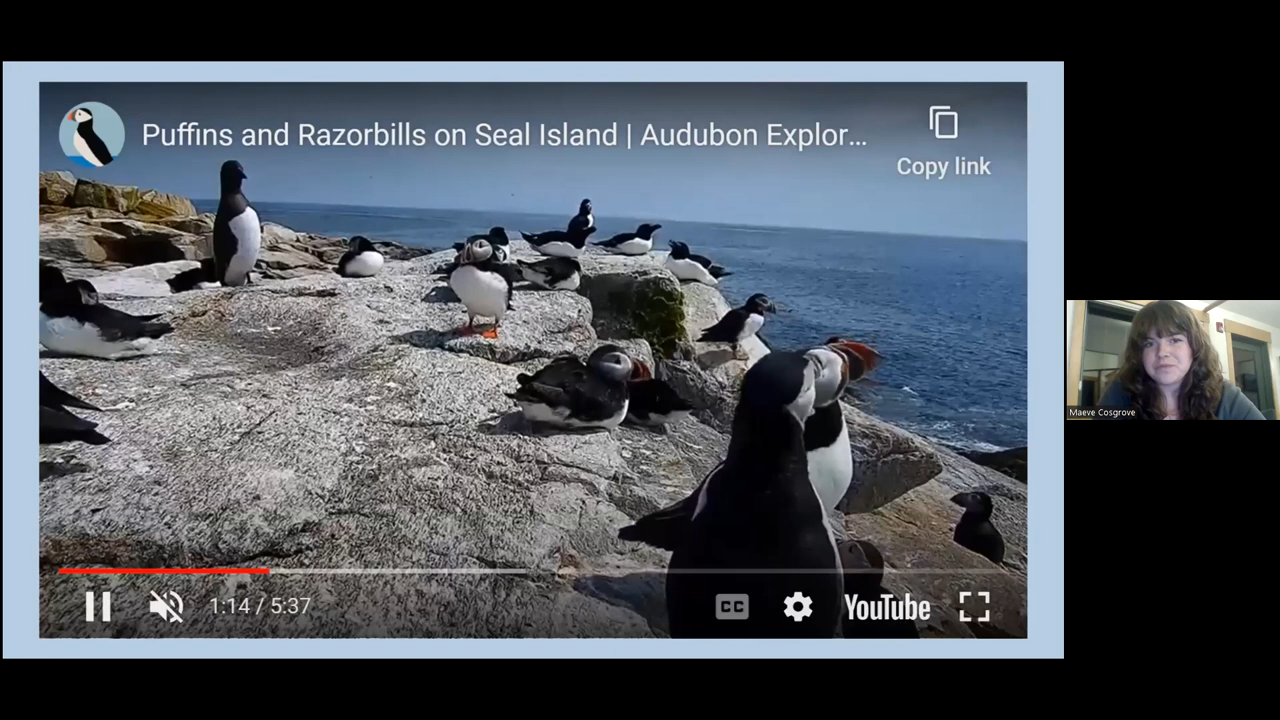 Puffins and Razorbills on Seal Island | Audubon Explor...
Copy link
Maeve Cosgrove
1:14 / 5:37
CC
YouTube